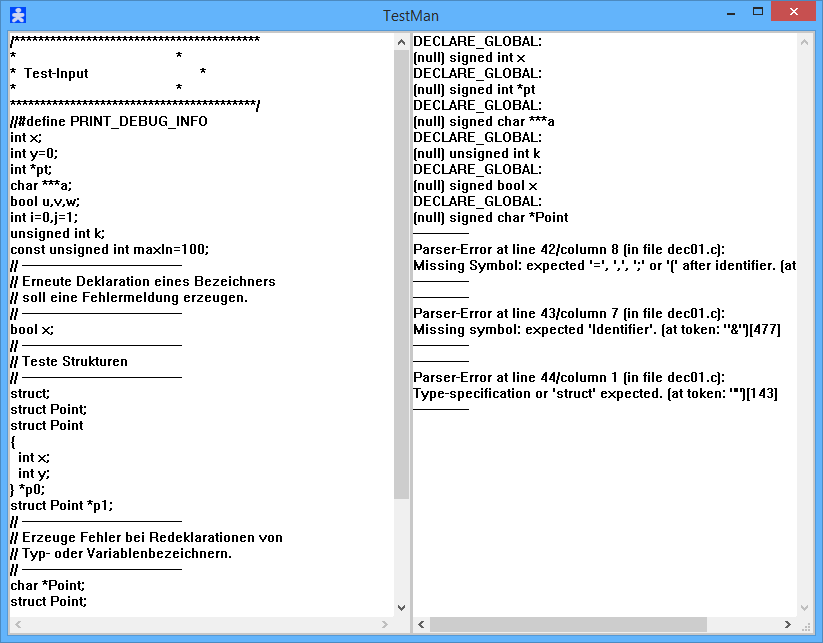 TestMan
/*****************************************
* *
* Test-Input *
* *
*****************************************/
//#define PRINT_DEBUG_INFO
int x;
int y=0;
int *pt;
char ***a;
bool u,v,w;
int i=0,j=1;
unsigned int k;
const unsigned int maxIn=100;
// --------------------------------
// Erneute Deklaration eines Bezeichners
// soll eine Fehlermeldung erzeugen.
// --------------------------------
bool x;
// --------------------------------
// Teste Strukturen
// --------------------------------
struct;
struct Point;
struct Point
{
int x;
int y;
} *p0;
struct Point *p1;
// --------------------------------
// Erzeuge Fehler bei Redeklarationen von
// Typ- oder Variablenbezeichnern.
// --------------------------------
char *Point;
struct Point;
DECLARE_GLOBAL:
(null) signed int x
DECLARE_GLOBAL:
(null) signed int *pt
DECLARE_GLOBAL:
(null) signed char ***a
DECLARE_GLOBAL:
(null) unsigned int k
DECLARE_GLOBAL:
(null) signed bool x
DECLARE_GLOBAL:
(null) signed char *Point
-----------
Parser-Error at line 42/column 8 (in file dec01.c):
Missing Symbol: expected '=', ',', ';' or '(' after identifier. (at
-----------
-----------
Parser-Error at line 43/column 7 (in file dec01.c):
Missing symbol: expected 'Identifier'. (at token: "&")[477]
-----------
-----------
Parser-Error at line 44/column 1 (in file dec01.c):
Type-specification or 'struct' expected. (at token: "*")[143]
-----------